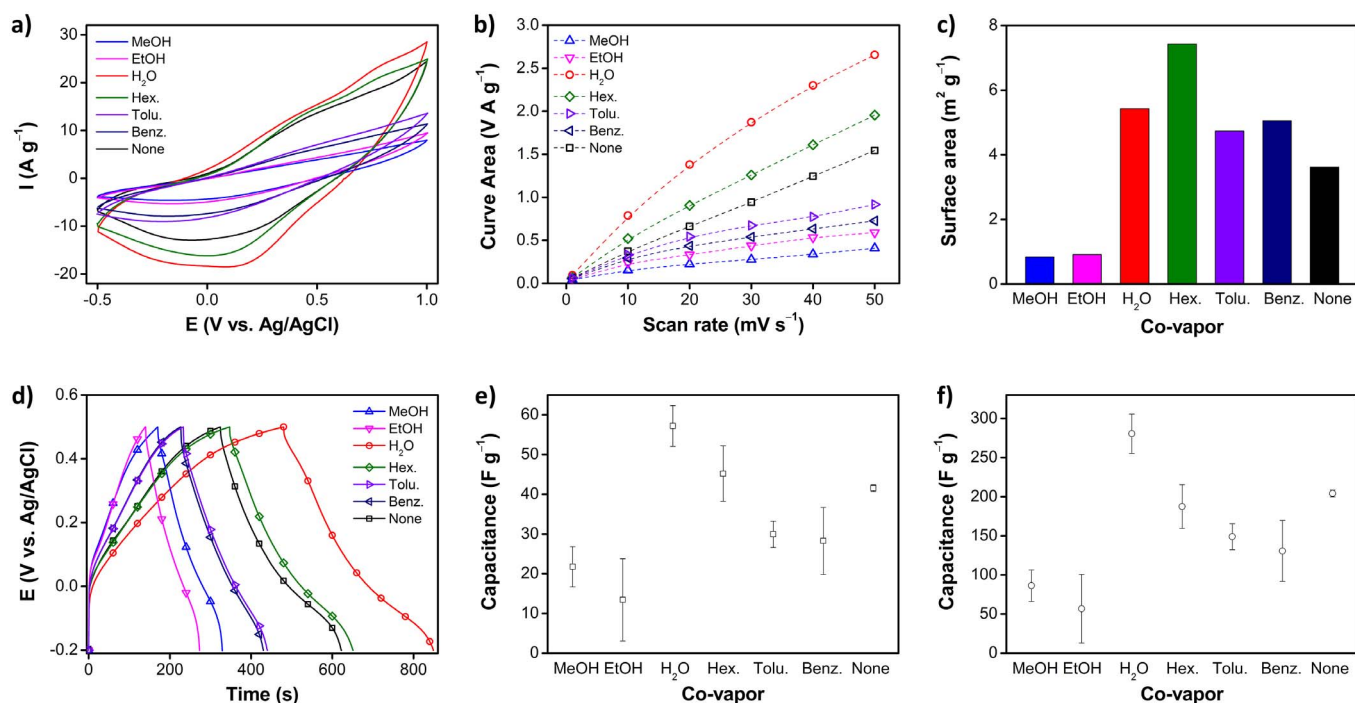 a)
30
20
10
0
-10
-20
I (A g⁻¹)
MeOH
EtOH
H₂O
Hex.
Tolu.
Benz.
None
-0.5
0.0
0.5
1.0
E (V vs. Ag/AgCl)
b)
3.0
2.5
2.0
1.5
1.0
0.5
0.0
Curve Area (V A g⁻¹)
MeOH
EtOH
H₂O
Hex.
Tolu.
Benz.
None
0
10
20
30
40
50
Scan rate (mV s⁻¹)
c)
8
6
4
2
0
Surface area (m² g⁻¹)
MeOH EtOH H₂O Hex. Tolu. Benz. None
Co-vapor
d)
0.6
0.4
0.2
0.0
-0.2
E (V vs. Ag/AgCl)
MeOH
EtOH
H₂O
Hex.
Tolu.
Benz.
None
0
200
400
600
800
Time (s)
e)
60
50
40
30
20
10
0
Capacitance (F g⁻¹)
MeOH EtOH H₂O Hex. Tolu. Benz. None
Co-vapor
f)
300
250
200
150
100
50
0
Capacitance (F g⁻¹)
MeOH EtOH H₂O Hex. Tolu. Benz. None
Co-vapor